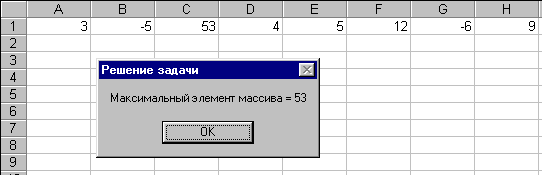 A B C D E F G H
1 3 -5 53 4 5 12 -6 9
2
3
Решение задачи
4
5 Максимальный элемент массива = 53
6
7 OK
8
9